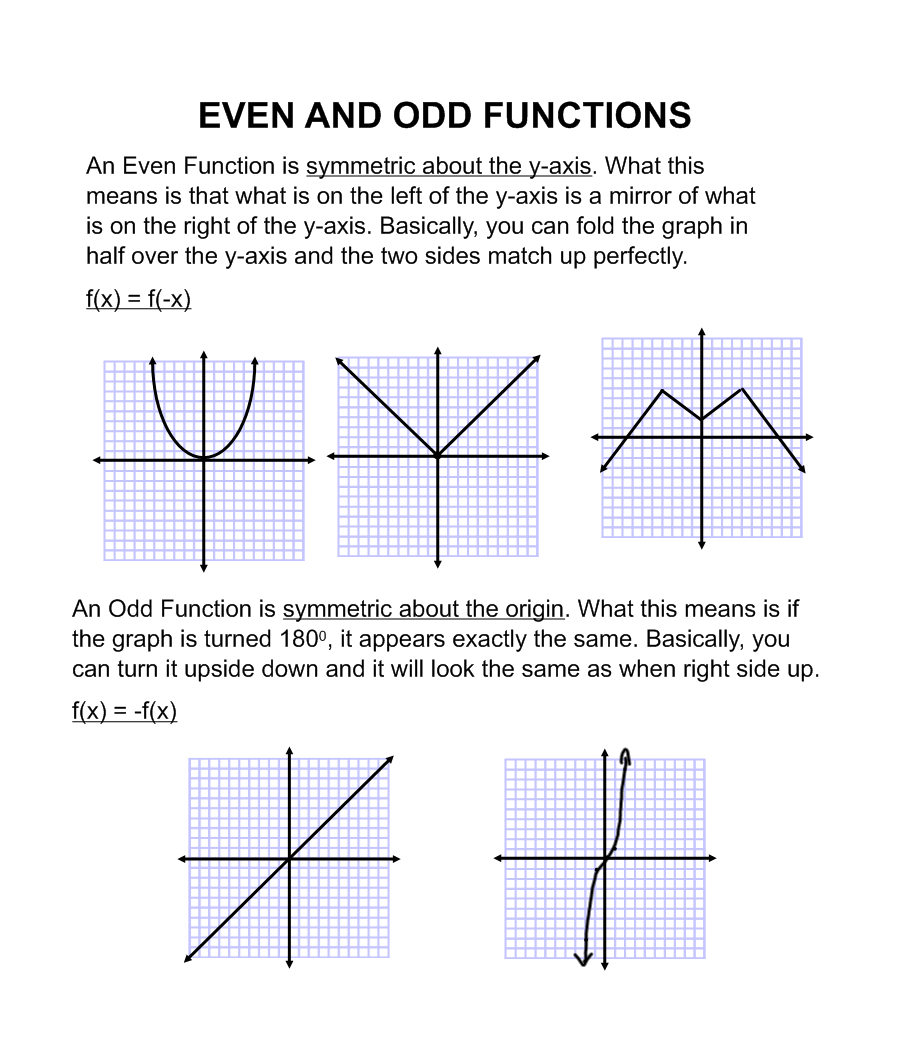 EVEN AND ODD FUNCTIONS
An Even Function is symmetric about the y-axis. What this
means is that what is on the left of the y-axis is a mirror of what
is on the right of the y-axis. Basically, you can fold the graph in
half over the y-axis and the two sides match up perfectly.
f(x) = f(-x)
An Odd Function is symmetric about the origin. What this means is if
the graph is turned 180⁰, it appears exactly the same. Basically, you
can turn it upside down and it will look the same as when right side up.
f(x) = -f(x)